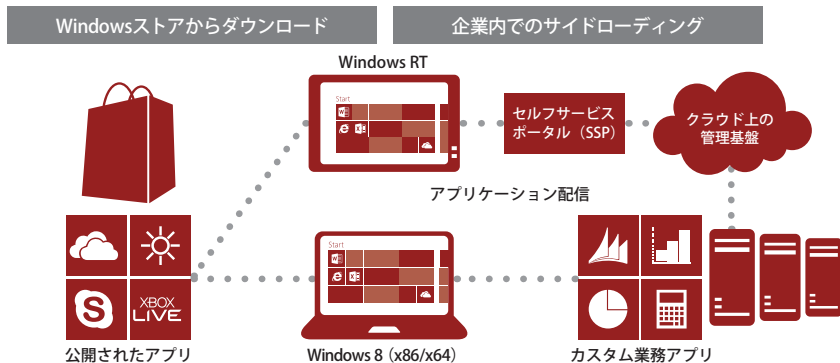 Windowsストアからダウンロード
企業内でのサイドローディング
Windows RT
Start
セルフサービス
ポータル（SSP）
クラウド上の
管理基盤
アプリケーション配信
Start
XBOX
LIVE
公開されたアプリ
Windows 8（x86/x64）
カスタム業務アプリ